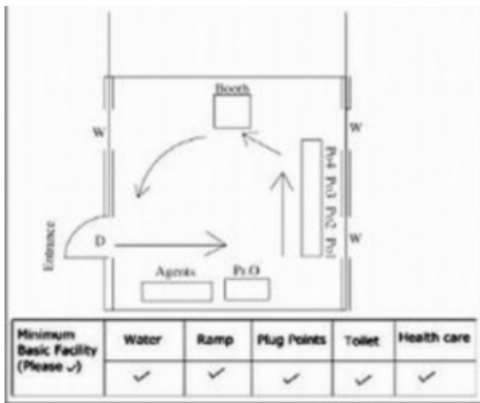 Booth
W
W
Po4 Po3 Po2 Po1
Entrance
D
W
Agents
Pr.O
Minimum Basic Facility (Please ✓) Water Ramp Plug Points Toilet Health care
✓ ✓ ✓ ✓ ✓